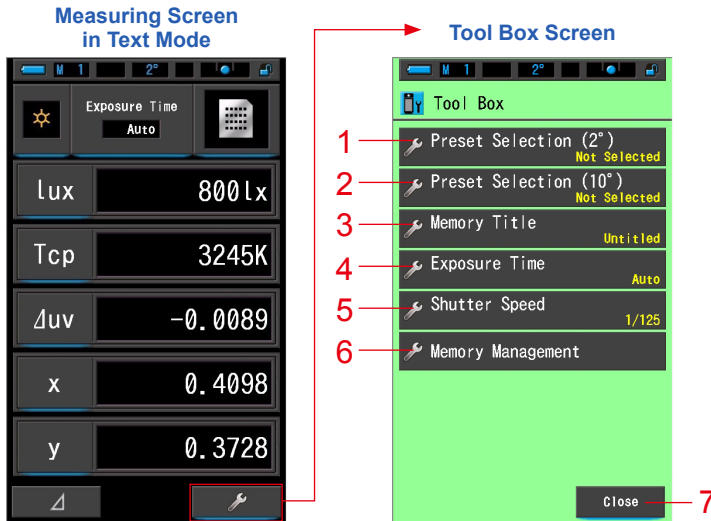 Measuring Screen
in Text Mode
M 1 2°
Exposure Time
Auto
lux 800 lx
Tcp 3245K
⊿uv -0.0089
x 0.4098
y 0.3728
⊿
Tool Box Screen
M 1 2°
Tool Box
1 Preset Selection (2°)
Not Selected
2 Preset Selection (10°)
Not Selected
3 Memory Title
Untitled
4 Exposure Time
Auto
5 Shutter Speed
1/125
6 Memory Management
Close 7